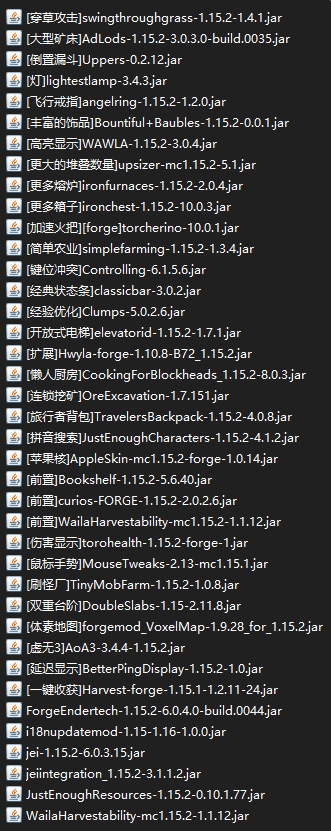 [穿草攻击]swingthroughgrass-1.15.2-1.4.1.jar
[大型矿床]AdLods-1.15.2-3.0.3.0-build.0035.jar
[倒置漏斗]Uppers-0.2.12.jar
[灯]lightestlamp-3.4.3.jar
[飞行戒指]angelring-1.15.2-1.2.0.jar
[丰富的饰品]Bountiful+Baubles-1.15.2-0.0.1.jar
[高亮显示]WAWLA-1.15.2-3.0.4.jar
[更大的堆叠数量]upsizer-mc1.15.2-5.1.jar
[更多熔炉]ironfurnaces-1.15.2-2.0.4.jar
[更多箱子]ironchest-1.15.2-10.0.3.jar
[加速火把][forge]torcherino-10.0.1.jar
[简单农业]simplefarming-1.15.2-1.3.4.jar
[键位冲突]Controlling-6.1.5.6.jar
[经典状态条]classicbar-3.0.2.jar
[经验优化]Clumps-5.0.2.6.jar
[开放式电梯]elevatorid-1.15.2-1.7.1.jar
[扩展]Hwyla-forge-1.10.8-B72_1.15.2.jar
[懒人厨房]CookingForBlockheads_1.15.2-8.0.3.jar
[连锁挖矿]OreExcavation-1.7.151.jar
[旅行者背包]TravelersBackpack-1.15.2-4.0.8.jar
[拼音搜索]JustEnoughCharacters-1.15.2-4.1.2.jar
[苹果核]AppleSkin-mc1.15.2-forge-1.0.14.jar
[前置]Bookshelf-1.15.2-5.6.40.jar
[前置]curios-FORGE-1.15.2-2.0.2.6.jar
[前置]WailaHarvestability-mc1.15.2-1.1.12.jar
[伤害显示]torohealth-1.15.2-forge-1.jar
[鼠标手势]MouseTweaks-2.13-mc1.15.1.jar
[刷怪厂]TinyMobFarm-1.15.2-1.0.8.jar
[双重台阶]DoubleSlabs-1.15-2.11.8.jar
[体素地图]forgemod_VoxelMap-1.9.28_for_1.15.2.jar
[虚无3]AoA3-3.4.4-1.15.2.jar
[延迟显示]BetterPingDisplay-1.15.2-1.0.jar
[一键收获]Harvest-forge-1.15.1-1.2.11-24.jar
ForgeEndertech-1.15.2-6.0.4.0-build.0044.jar
i18nupdatemod-1.15-1.16-1.0.0.jar
jei-1.15.2-6.0.3.15.jar
jeiintegration_1.15.2-3.1.1.2.jar
JustEnoughResources-1.15.2-0.10.1.77.jar
WailaHarvestability-mc1.15.2-1.1.12.jar